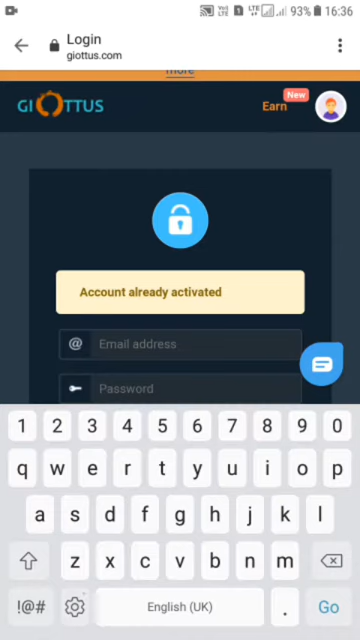 93% 16:36
Login
giottus.com
more
GIOTTUS
Earn
New
Account already activated
@ Email address
Password
1 2 3 4 5 6 7 8 9 0
q w e r t y u i o p
a s d f g h j k l
z x c v b n m
!@# English (UK) . Go